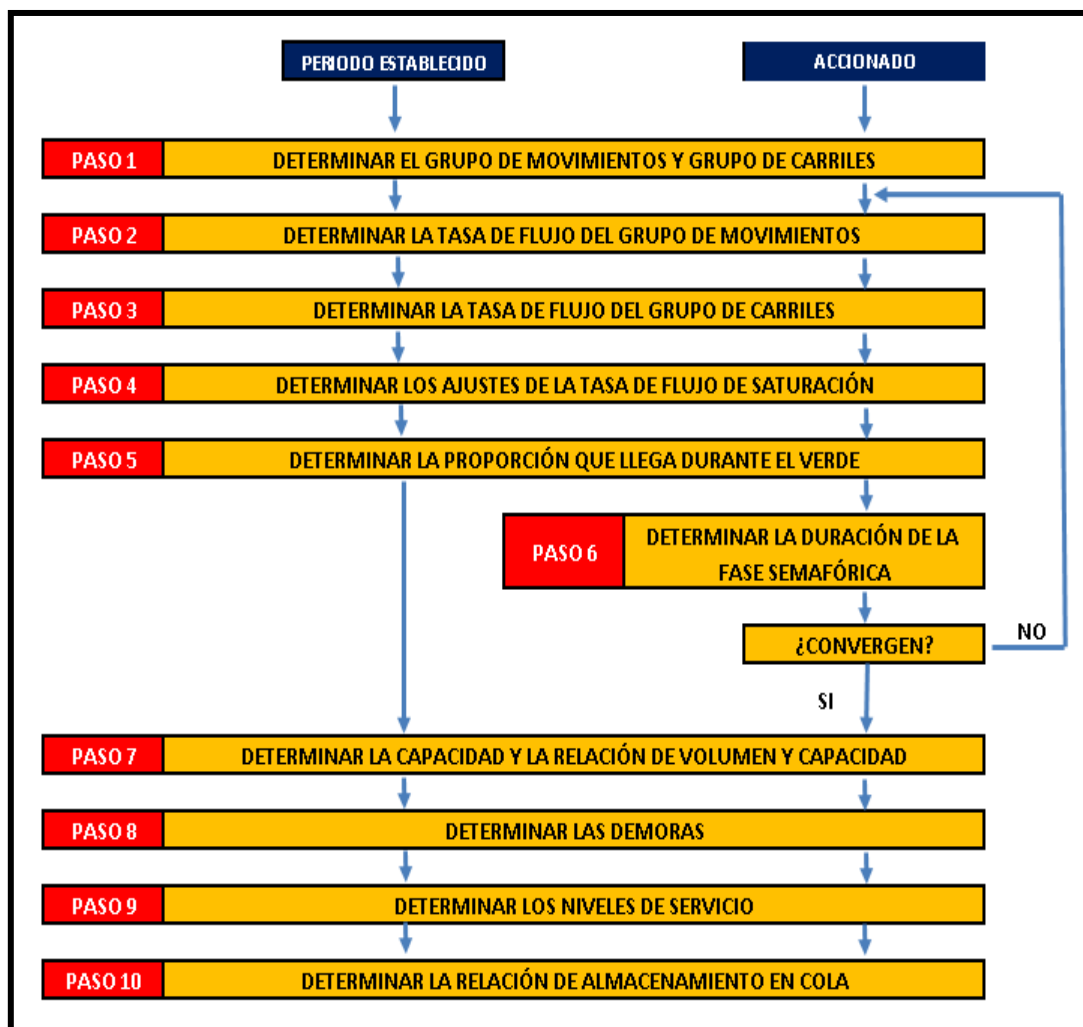 PERIODO ESTABLECIDO
ACCIONADO
PASO 1
DETERMINAR EL GRUPO DE MOVIMIENTOS Y GRUPO DE CARRILES
PASO 2
DETERMINAR LA TASA DE FLUJO DEL GRUPO DE MOVIMIENTOS
PASO 3
DETERMINAR LA TASA DE FLUJO DEL GRUPO DE CARRILES
PASO 4
DETERMINAR LOS AJUSTES DE LA TASA DE FLUJO DE SATURACIÓN
PASO 5
DETERMINAR LA PROPORCIÓN QUE LLEGA DURANTE EL VERDE
PASO 6
DETERMINAR LA DURACIÓN DE LA
FASE SEMAFÓRICA
¿CONVERGEN?
NO
SI
PASO 7
DETERMINAR LA CAPACIDAD Y LA RELACIÓN DE VOLUMEN Y CAPACIDAD
PASO 8
DETERMINAR LAS DEMORAS
PASO 9
DETERMINAR LOS NIVELES DE SERVICIO
PASO 10
DETERMINAR LA RELACIÓN DE ALMACENAMIENTO EN COLA